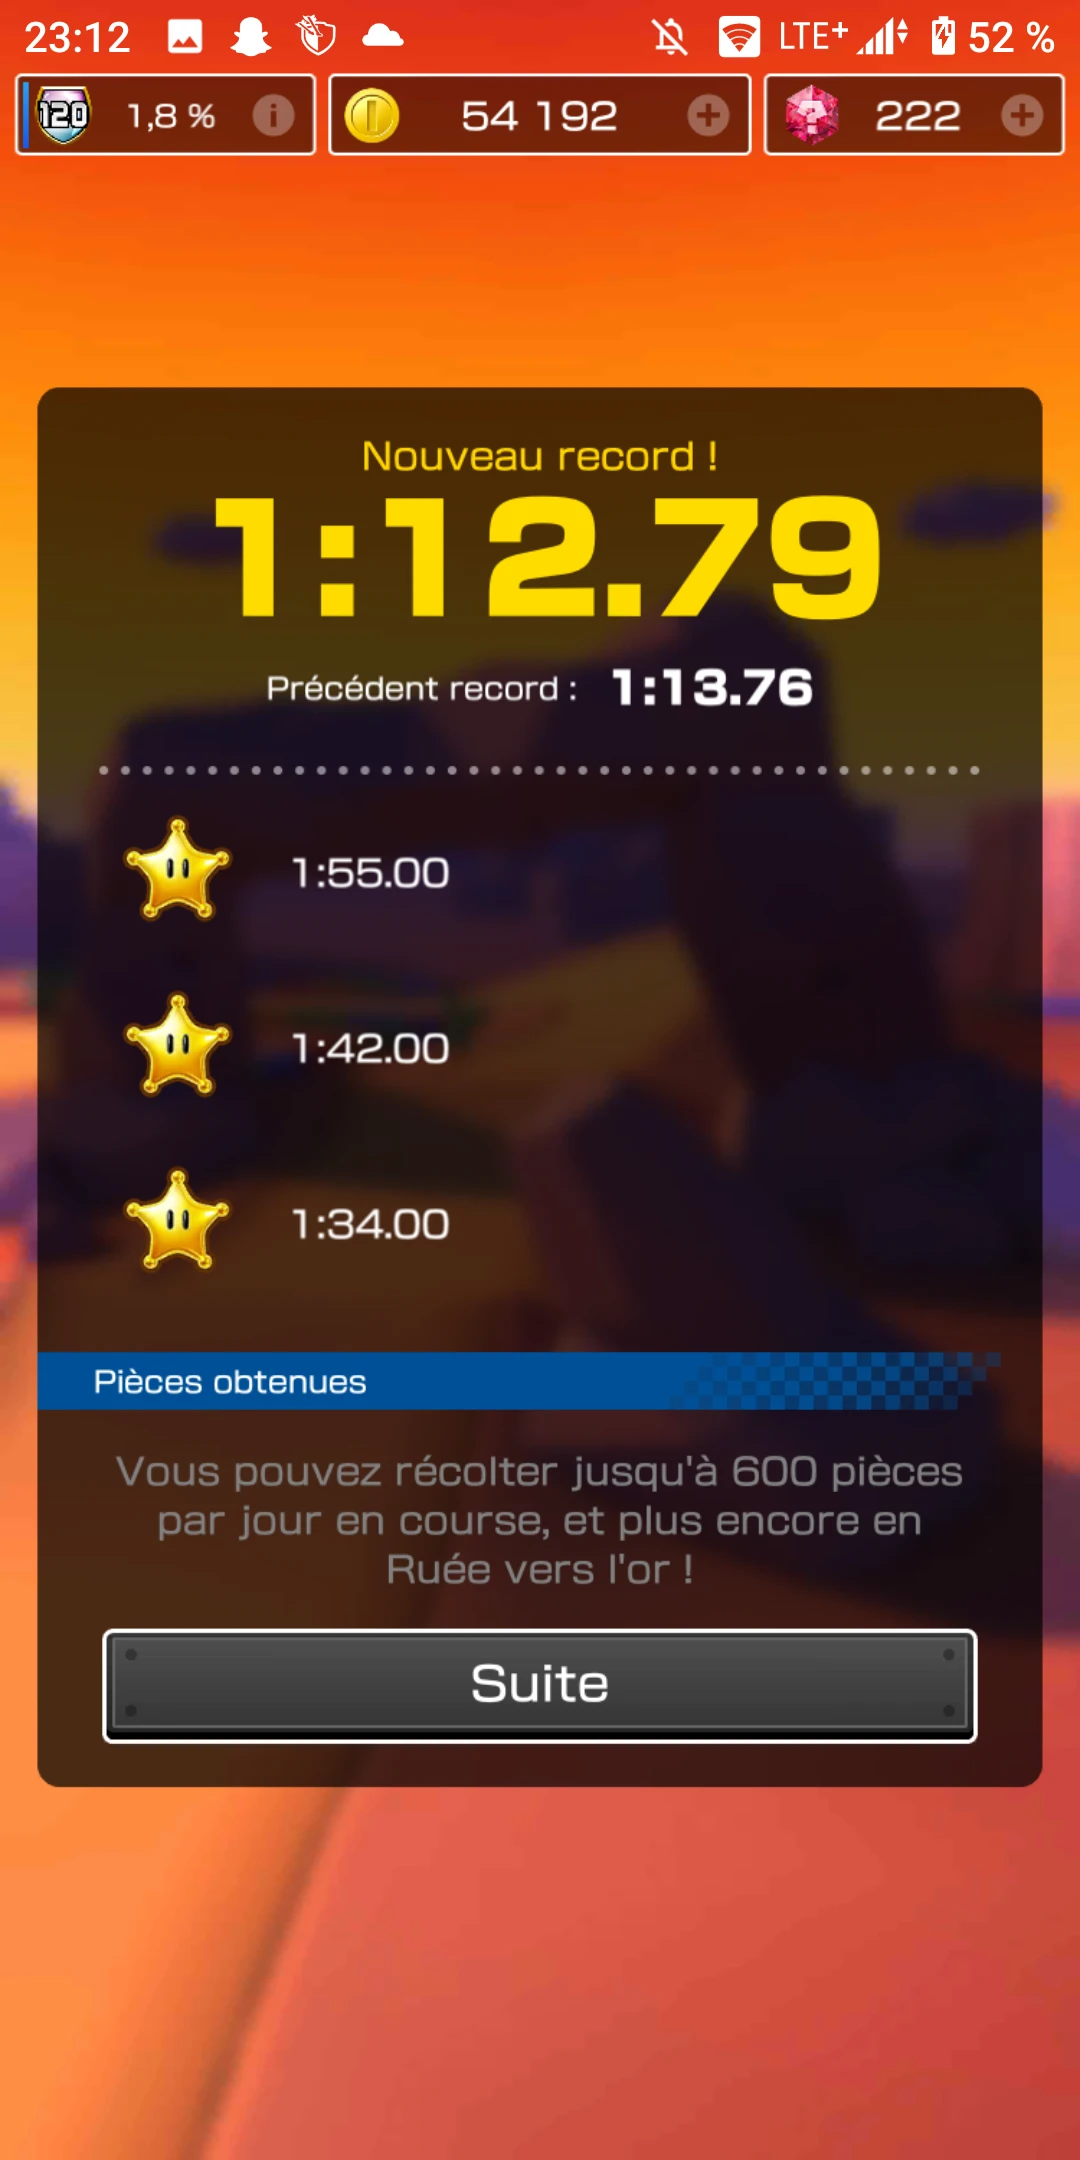 23:12 LTE+ 52 %
120 1,8 % i 54 192 + ? 222 +
Nouveau record !
1:12.79
Précédent record : 1:13.76
1:55.00
1:42.00
1:34.00
Pièces obtenues
Vous pouvez récolter jusqu'à 600 pièces
par jour en course, et plus encore en
Ruée vers l'or !
Suite